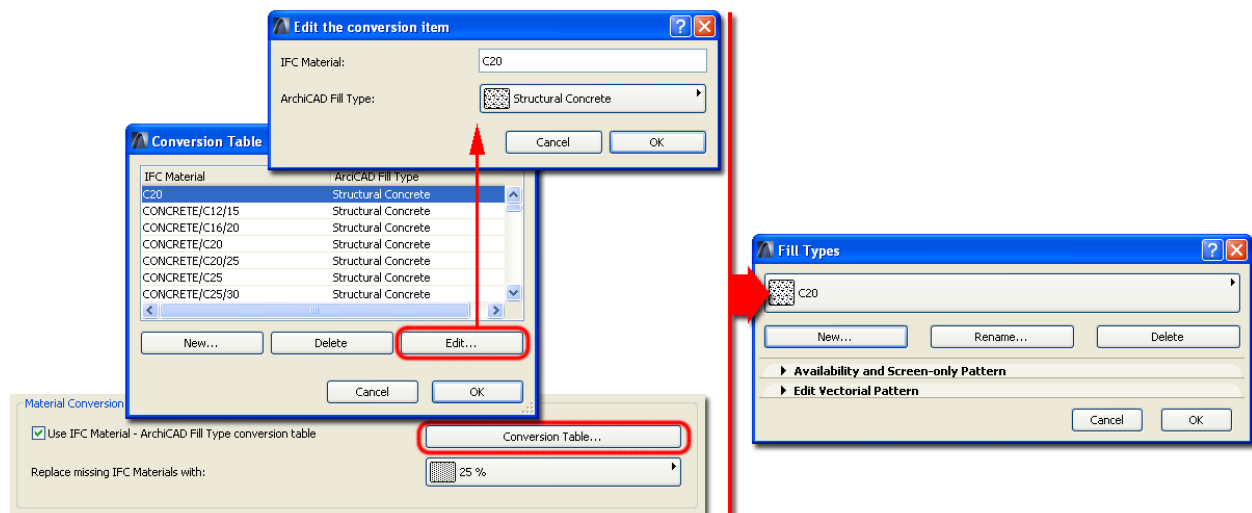 Edit the conversion item
IFC Material: C20
ArchiCAD Fill Type: Structural Concrete
Cancel OK
Conversion Table
IFC Material ArciCAD Fill Type
C20 Structural Concrete
CONCRETE/C12/15 Structural Concrete
CONCRETE/C16/20 Structural Concrete
CONCRETE/C20 Structural Concrete
CONCRETE/C20/25 Structural Concrete
CONCRETE/C25 Structural Concrete
CONCRETE/C25/30 Structural Concrete
New... Delete Edit...
Cancel OK
Material Conversion
Use IFC Material - ArchiCAD Fill Type conversion table Conversion Table...
Replace missing IFC Materials with: 25 %
Fill Types
C20
New... Rename... Delete
Availability and Screen-only Pattern
Edit Vectorial Pattern
Cancel OK